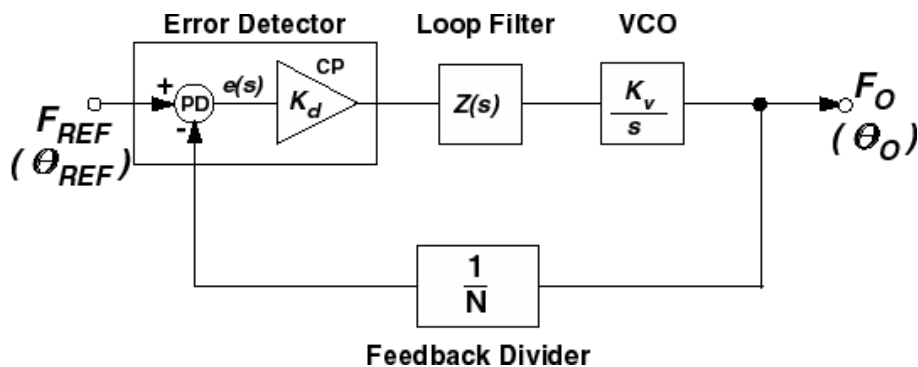 Error Detector
Loop Filter
VCO
CP
e(s)
+
PD
-
K_d
Z(s)
K_v
s
F_REF
(θ_REF)
F_O
(θ_O)
1
N
Feedback Divider